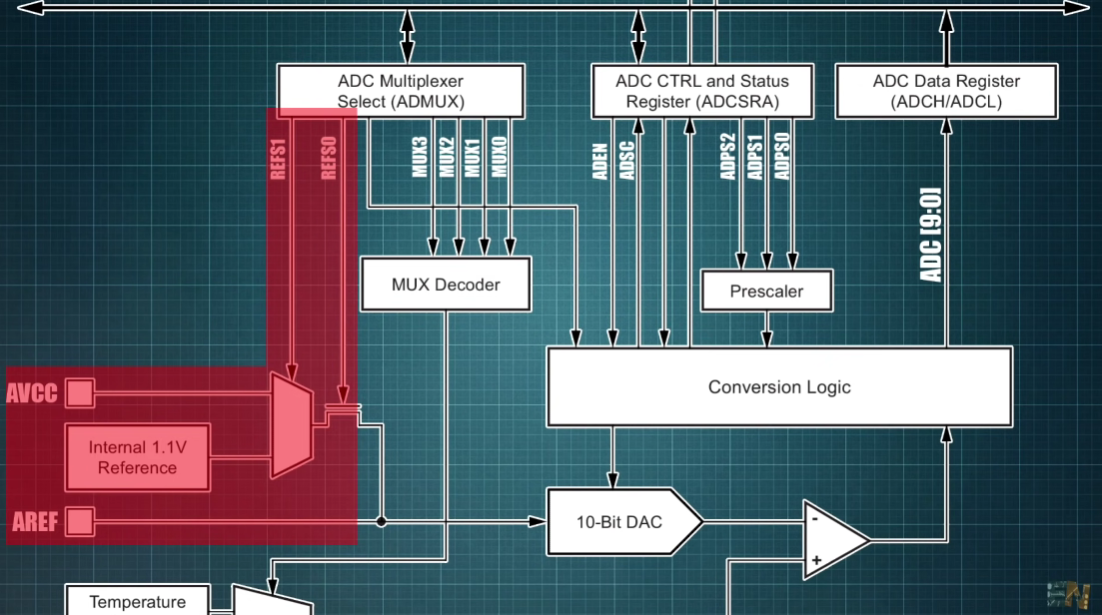 ADC Multiplexer
Select (ADMUX)
ADC CTRL and Status
Register (ADCSRA)
ADC Data Register
(ADCH/ADCL)
REFS1
REFS0
MUX3
MUX2
MUX1
MUX0
ADEN
ADSC
ADPS2
ADPS1
ADPS0
ADC [9:0]
MUX Decoder
Prescaler
Conversion Logic
AVCC
Internal 1.1V
Reference
AREF
10-Bit DAC
-
+
Temperature
EN